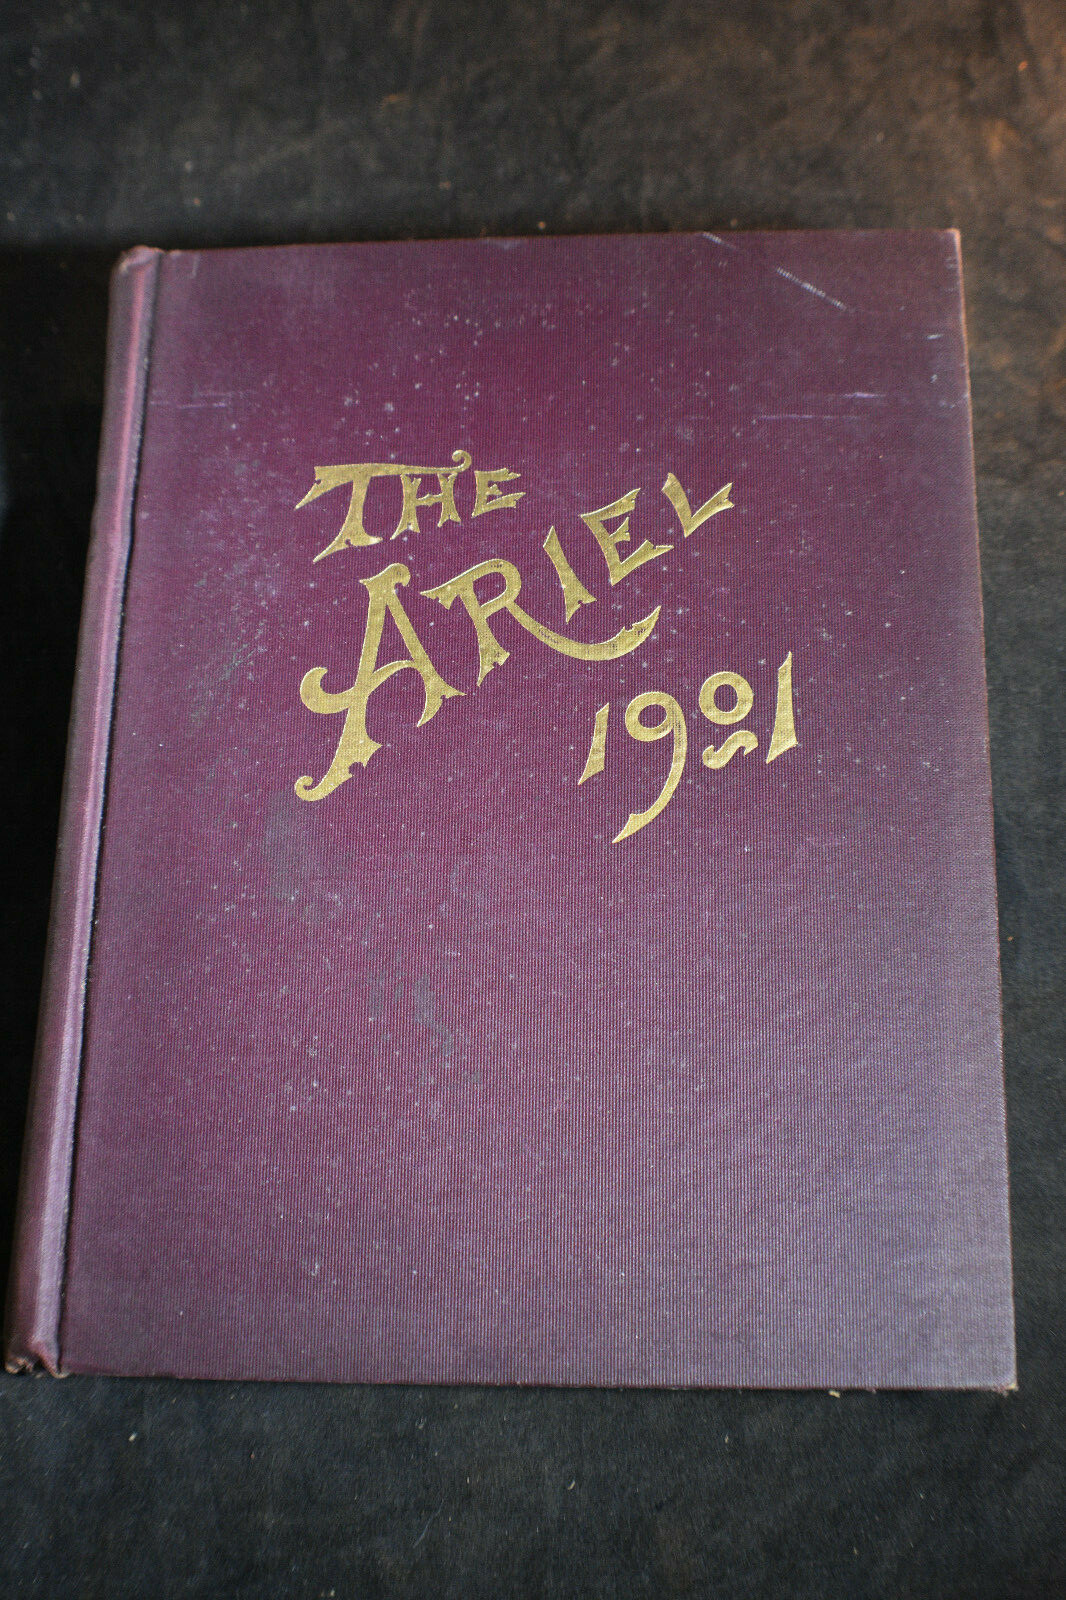 THE
ARIEL
1901